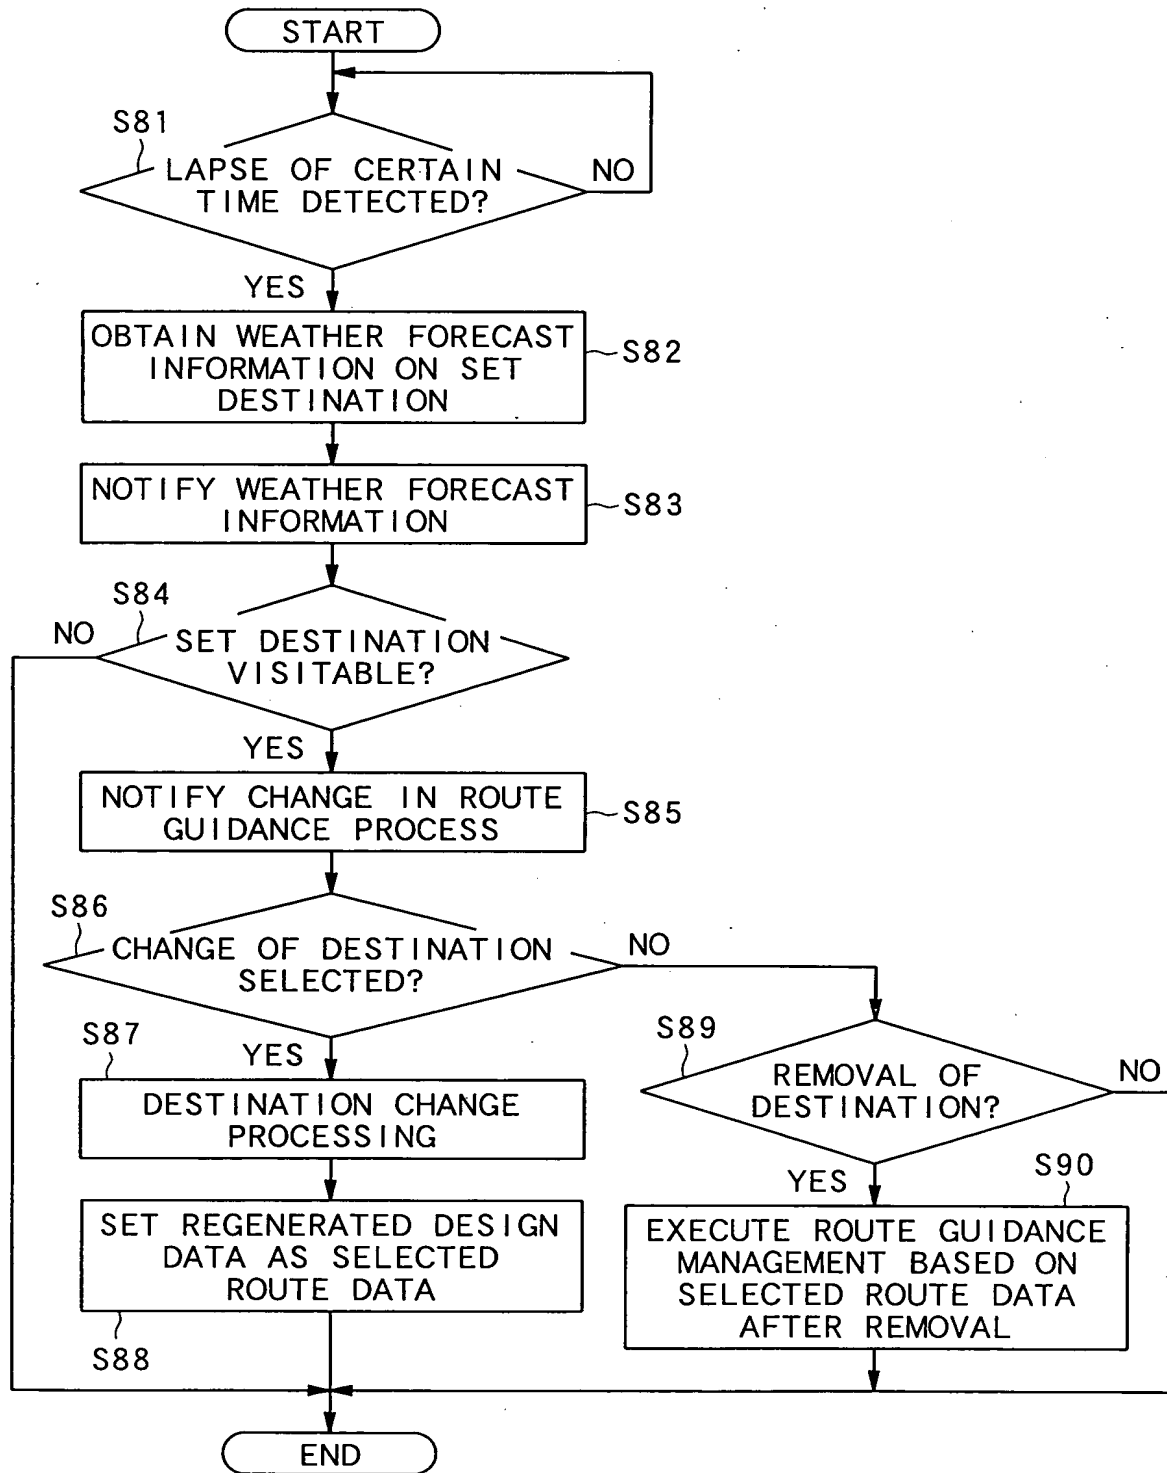 START
S81
LAPSE OF CERTAIN
TIME DETECTED?
NO
YES
OBTAIN WEATHER FORECAST
INFORMATION ON SET
DESTINATION
S82
NOTIFY WEATHER FORECAST
INFORMATION
S83
S84
NO
SET DESTINATION
VISITABLE?
YES
NOTIFY CHANGE IN ROUTE
GUIDANCE PROCESS
S85
S86
CHANGE OF DESTINATION
SELECTED?
NO
YES
S87
DESTINATION CHANGE
PROCESSING
SET REGENERATED DESIGN
DATA AS SELECTED
ROUTE DATA
S88
S89
REMOVAL OF
DESTINATION?
NO
YES
S90
EXECUTE ROUTE GUIDANCE
MANAGEMENT BASED ON
SELECTED ROUTE DATA
AFTER REMOVAL
END